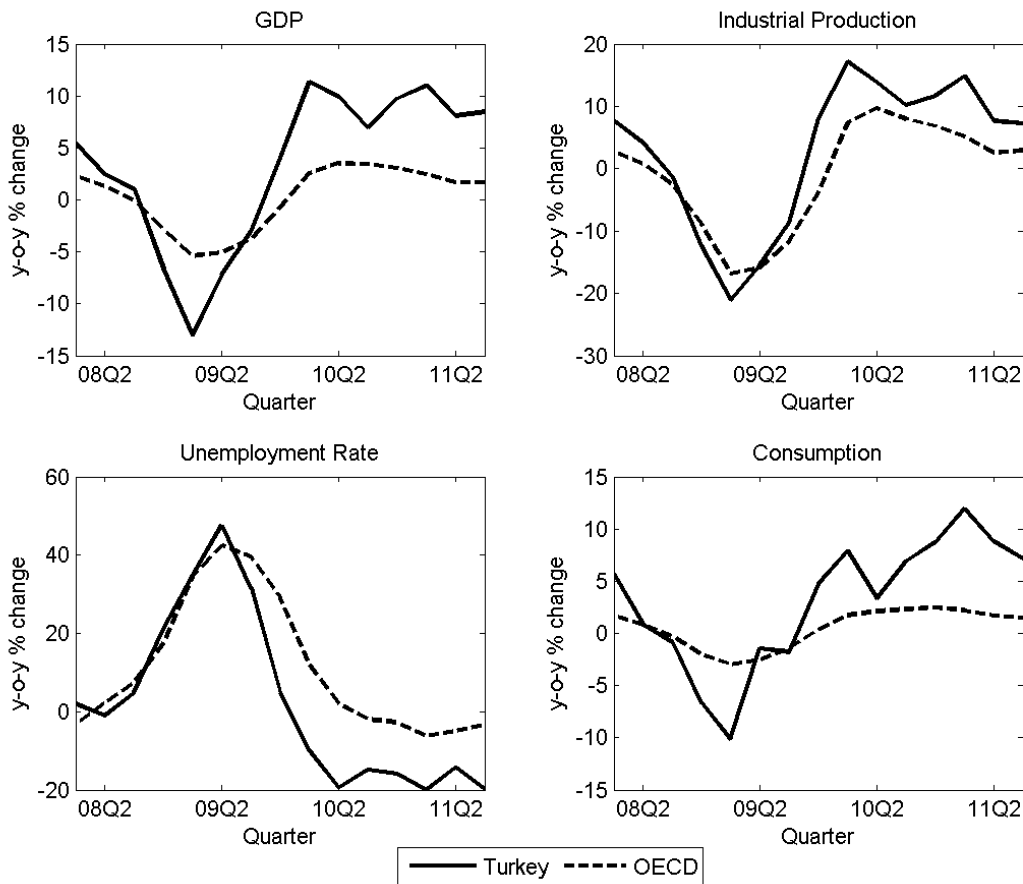 GDP
15
10
5
0
-5
-10
-15
y-o-y % change
08Q2 09Q2 10Q2 11Q2
Quarter
Industrial Production
20
10
0
-10
-20
-30
y-o-y % change
08Q2 09Q2 10Q2 11Q2
Quarter
Unemployment Rate
60
40
20
0
-20
y-o-y % change
08Q2 09Q2 10Q2 11Q2
Quarter
Consumption
15
10
5
0
-5
-10
-15
y-o-y % change
08Q2 09Q2 10Q2 11Q2
Quarter
Turkey OECD